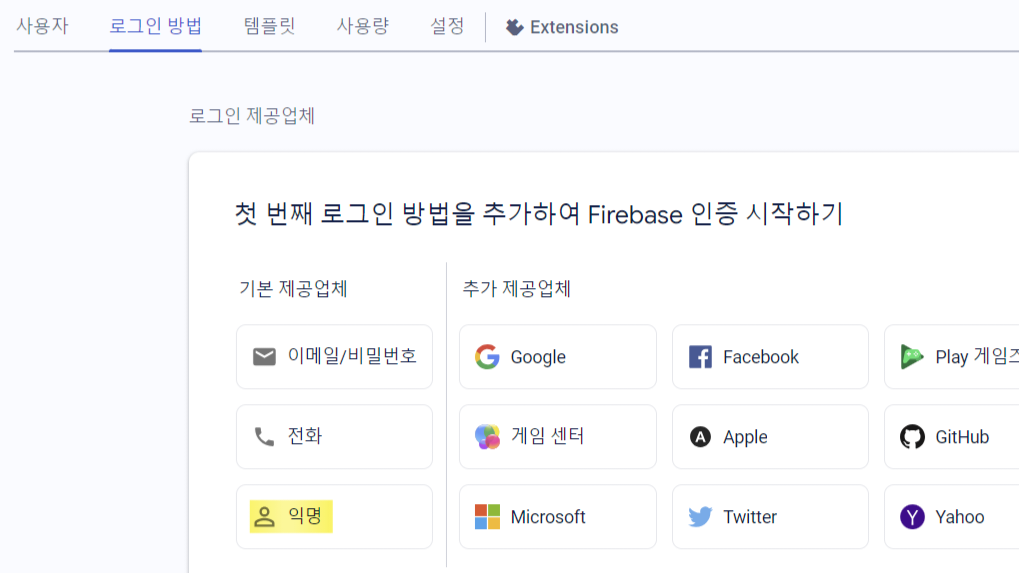 사용자 로그인 방법 템플릿 사용량 설정 Extensions
로그인 제공업체
첫 번째 로그인 방법을 추가하여 Firebase 인증 시작하기
기본 제공업체 추가 제공업체
이메일/비밀번호 Google Facebook Play 게임즈
전화 게임 센터 Apple GitHub
익명 Microsoft Twitter Yahoo